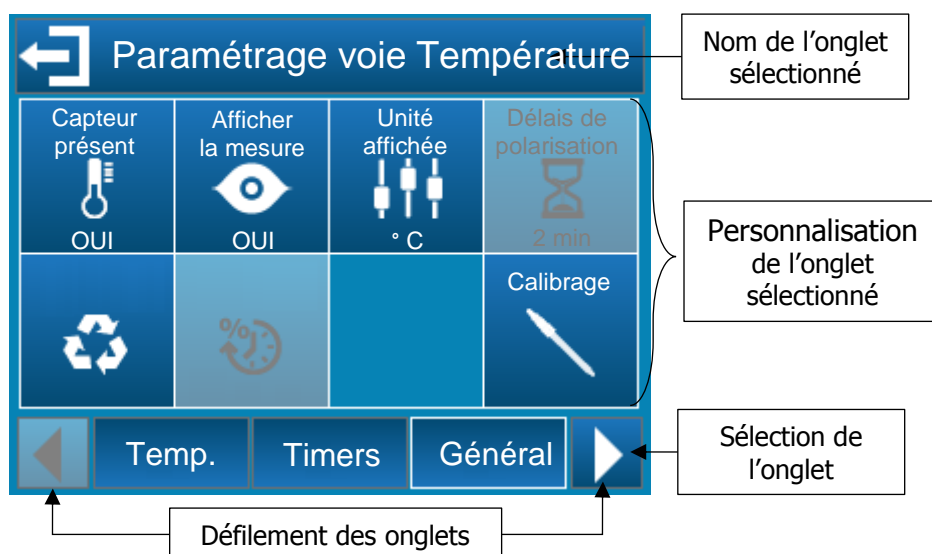 Paramétrage voie Température
Nom de l'onglet
sélectionné
Capteur
présent
OUI
Afficher
la mesure
OUI
Unité
affichée
° C
Délais de
polarisation
2 min
Personnalisation
de l'onglet
sélectionné
%
Calibrage
Temp.
Timers
Général
Sélection de
l'onglet
Défilement des onglets